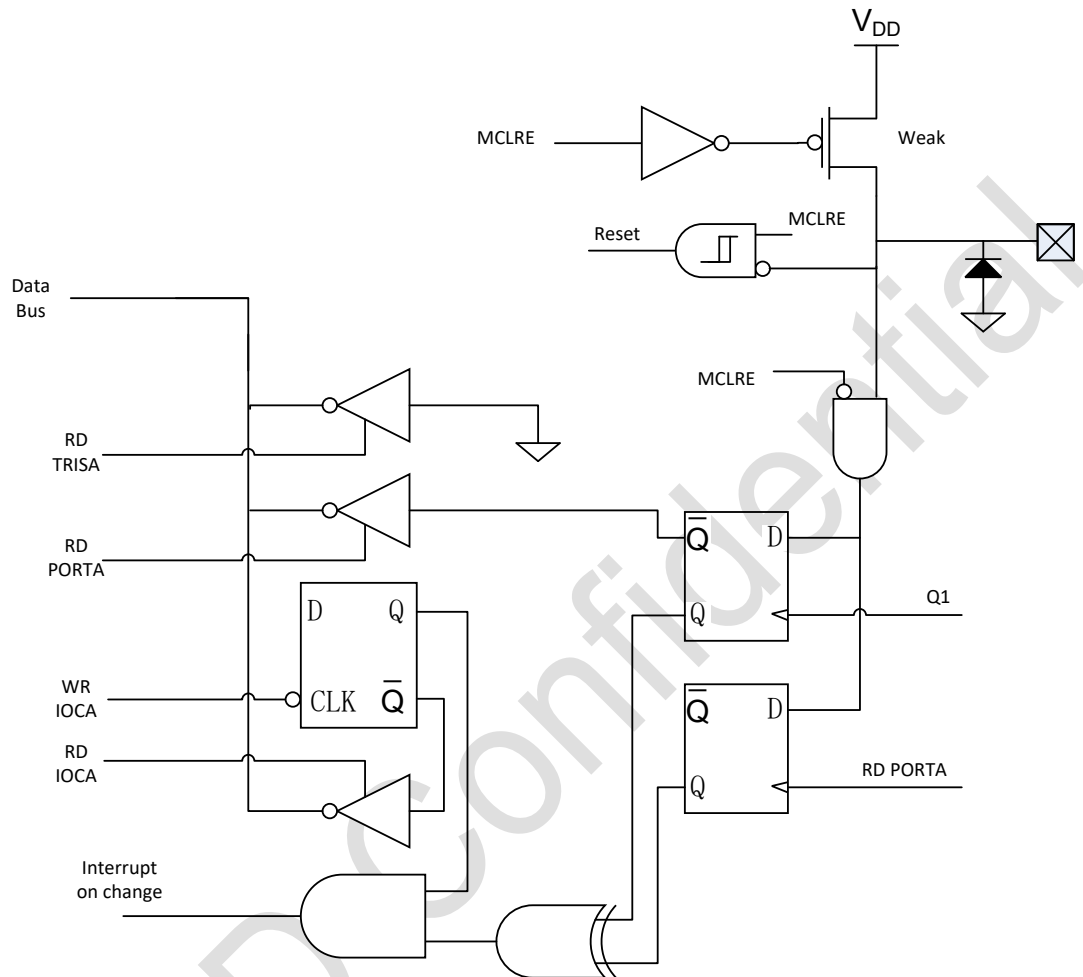 VDD
MCLRE
Weak
MCLRE
Reset
Data
Bus
MCLRE
RD
TRISA
RD
PORTA
Q̅
D
Q
Q1
D
Q
CLK
Q̅
WR
IOCA
RD
IOCA
Q̅
D
Q
RD PORTA
Interrupt
on change
D Confidential